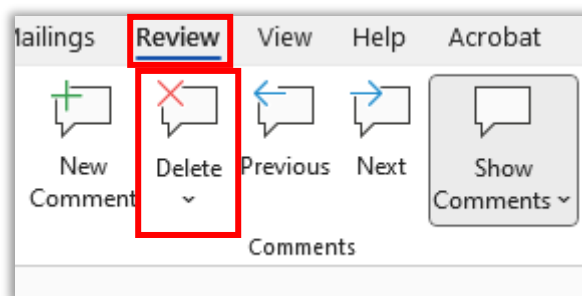 Mailings Review View Help Acrobat
New Comment
Delete
Previous
Next
Show Comments
Comments